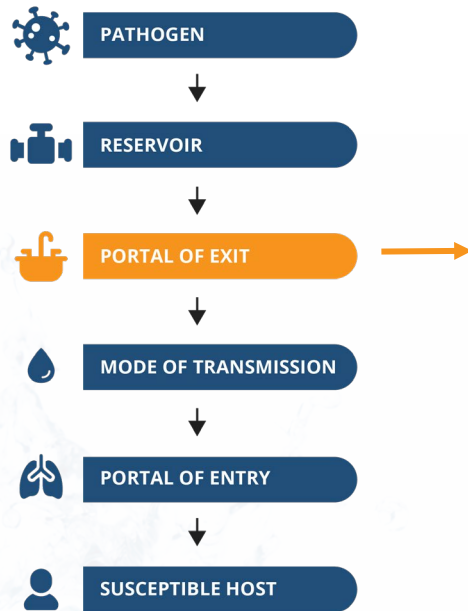 PATHOGEN
RESERVOIR
PORTAL OF EXIT
MODE OF TRANSMISSION
PORTAL OF ENTRY
SUSCEPTIBLE HOST